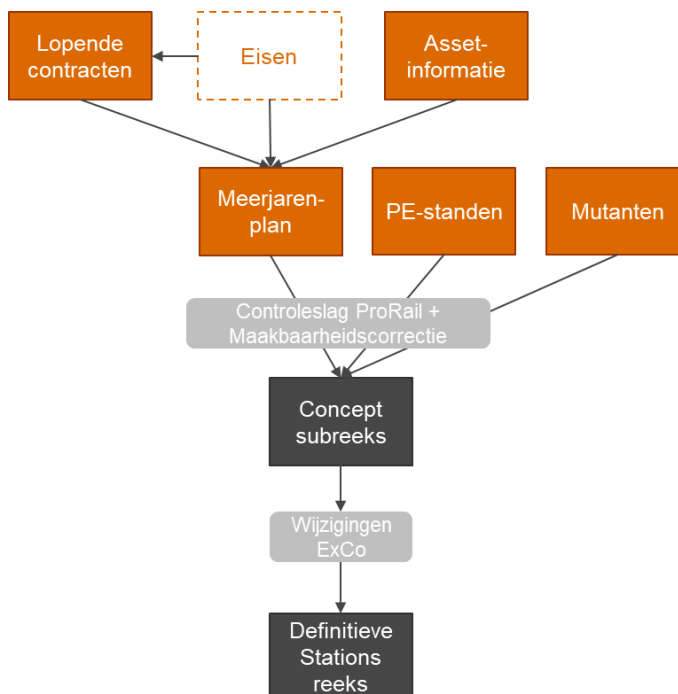 Lopende
contracten
Eisen
Asset-
informatie
Meerjaren-
plan
PE-standen
Mutanten
Controleslag ProRail +
Maakbaarheidscorrectie
Concept
subreeks
Wijzigingen
ExCo
Definitieve
Stations
reeks